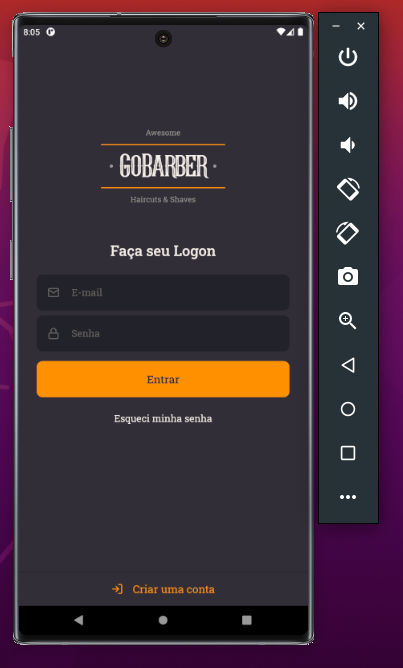 8:05
Awesome
GOBARBER
Haircuts & Shaves
Faça seu Logon
E-mail
Senha
Entrar
Esqueci minha senha
Criar uma conta